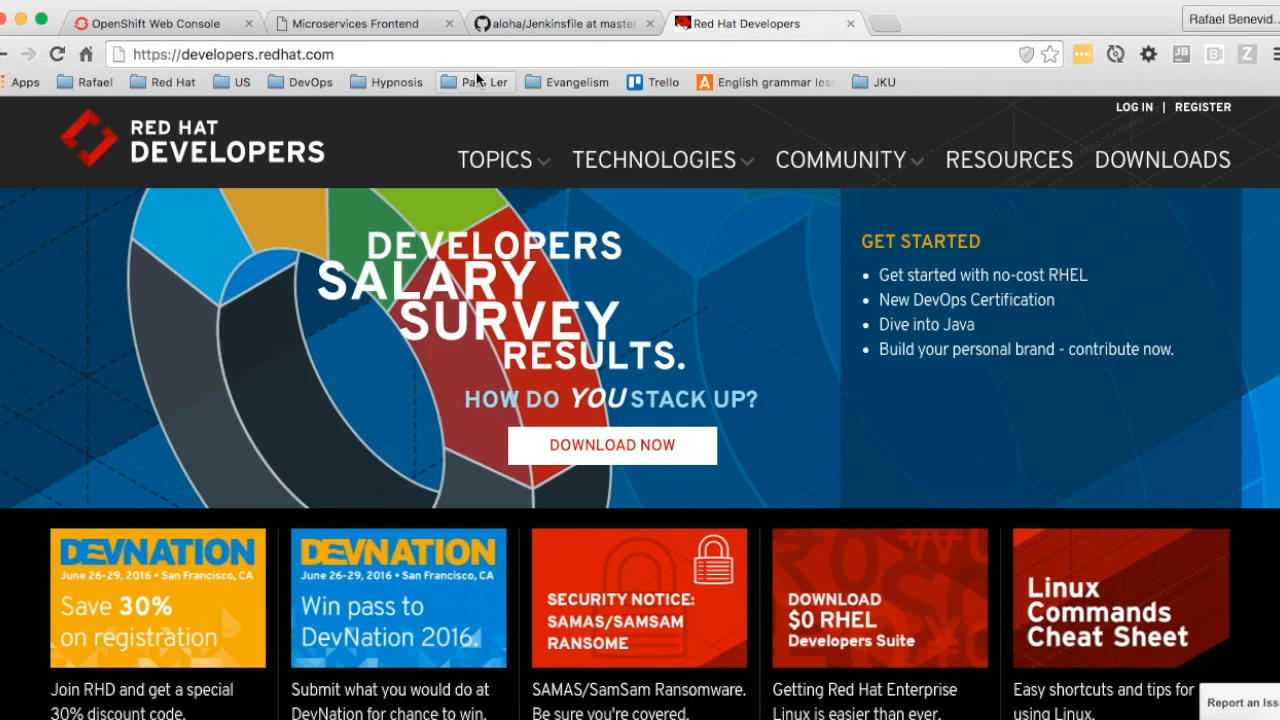 OpenShift Web Console
Microservices Frontend
aloha/Jenkinsfile at master
Red Hat Developers
Rafael Benevid...
https://developers.redhat.com
Apps
Rafael
Red Hat
US
DevOps
Hypnosis
Ler
Evangelism
Trello
English grammar les
JKU
LOG IN | REGISTER
RED HAT
DEVELOPERS
TOPICS
TECHNOLOGIES
COMMUNITY
RESOURCES
DOWNLOADS
DEVELOPERS
SALARY
SURVEY
RESULTS.
HOW DO YOU STACK UP?
DOWNLOAD NOW
GET STARTED
• Get started with no-cost RHEL
• New DevOps Certification
• Dive into Java
• Build your personal brand - contribute now.
DEVNATION
June 26-29, 2016 • San Francisco, CA
Save 30%
on registration
Join RHD and get a special
30% discount code.
DEVNATION
June 26-29, 2016 • San Francisco, CA
Win pass to
DevNation 2016.
Submit what you would do at
DevNation for chance to win.
SECURITY NOTICE:
SAMAS/SAMSAM
RANSOME
SAMAS/SamSam Ransomware.
Be sure you're covered.
DOWNLOAD
$0 RHEL
Developers Suite
Getting Red Hat Enterprise
Linux is easier than ever.
Linux
Commands
Cheat Sheet
Easy shortcuts and tips for
using Linux.
Report an Iss